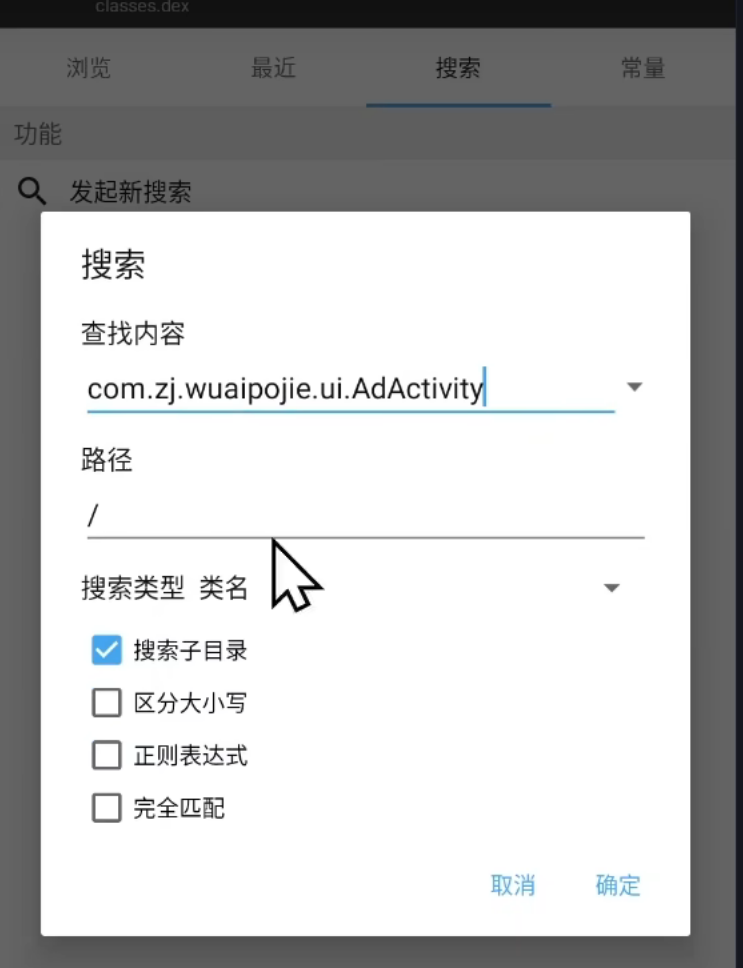 classes.dex
浏览 最近 搜索 常量
功能
发起新搜索
搜索
查找内容
com.zj.wuaipojie.ui.AdActivity
路径
/
搜索类型 类名
搜索子目录
区分大小写
正则表达式
完全匹配
取消 确定